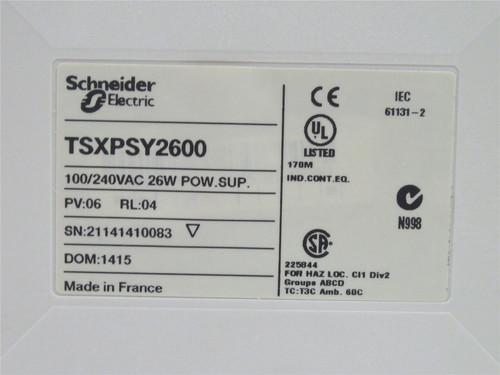 Schneider
Electric
TSXPSY2600
100/240VAC 26W POW.SUP.
PV:06 RL:04
SN:21141410083
DOM:1415
Made in France
CE
IEC
61131-2
UL
LISTED
170M
IND.CONT.EQ.
N998
SA
225844
FOR HAZ LOC. Cl1 Div2
Groups ABCD
TC:T3C Amb. 60C